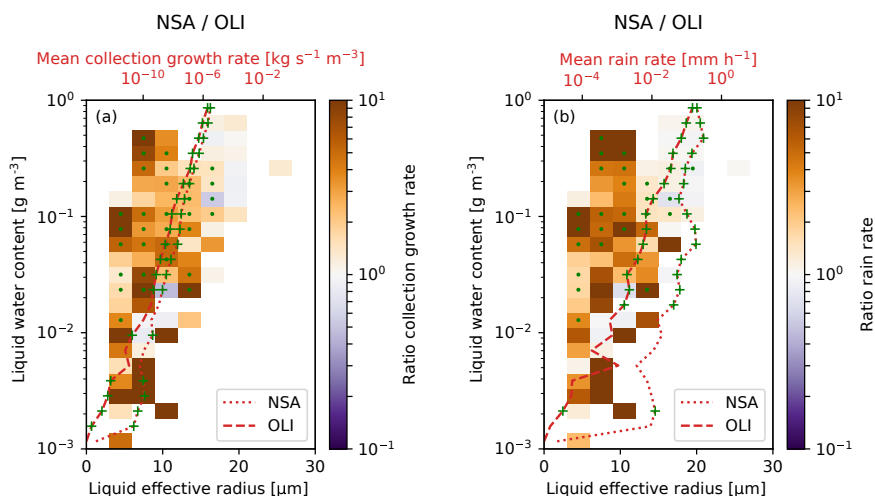 NSA / OLI
Mean collection growth rate [kg s⁻¹ m⁻³]
10⁻¹⁰ 10⁻⁶ 10⁻²
(a)
10⁰
10⁻¹
10⁻²
10⁻³
Liquid water content [g m⁻³]
0 10 20 30
Liquid effective radius [μm]
NSA
OLI
10¹
10⁰
10⁻¹
Ratio collection growth rate
NSA / OLI
Mean rain rate [mm h⁻¹]
10⁻⁴ 10⁻² 10⁰
(b)
10⁰
10⁻¹
10⁻²
10⁻³
Liquid water content [g m⁻³]
0 10 20 30
Liquid effective radius [μm]
NSA
OLI
10¹
10⁰
10⁻¹
Ratio rain rate